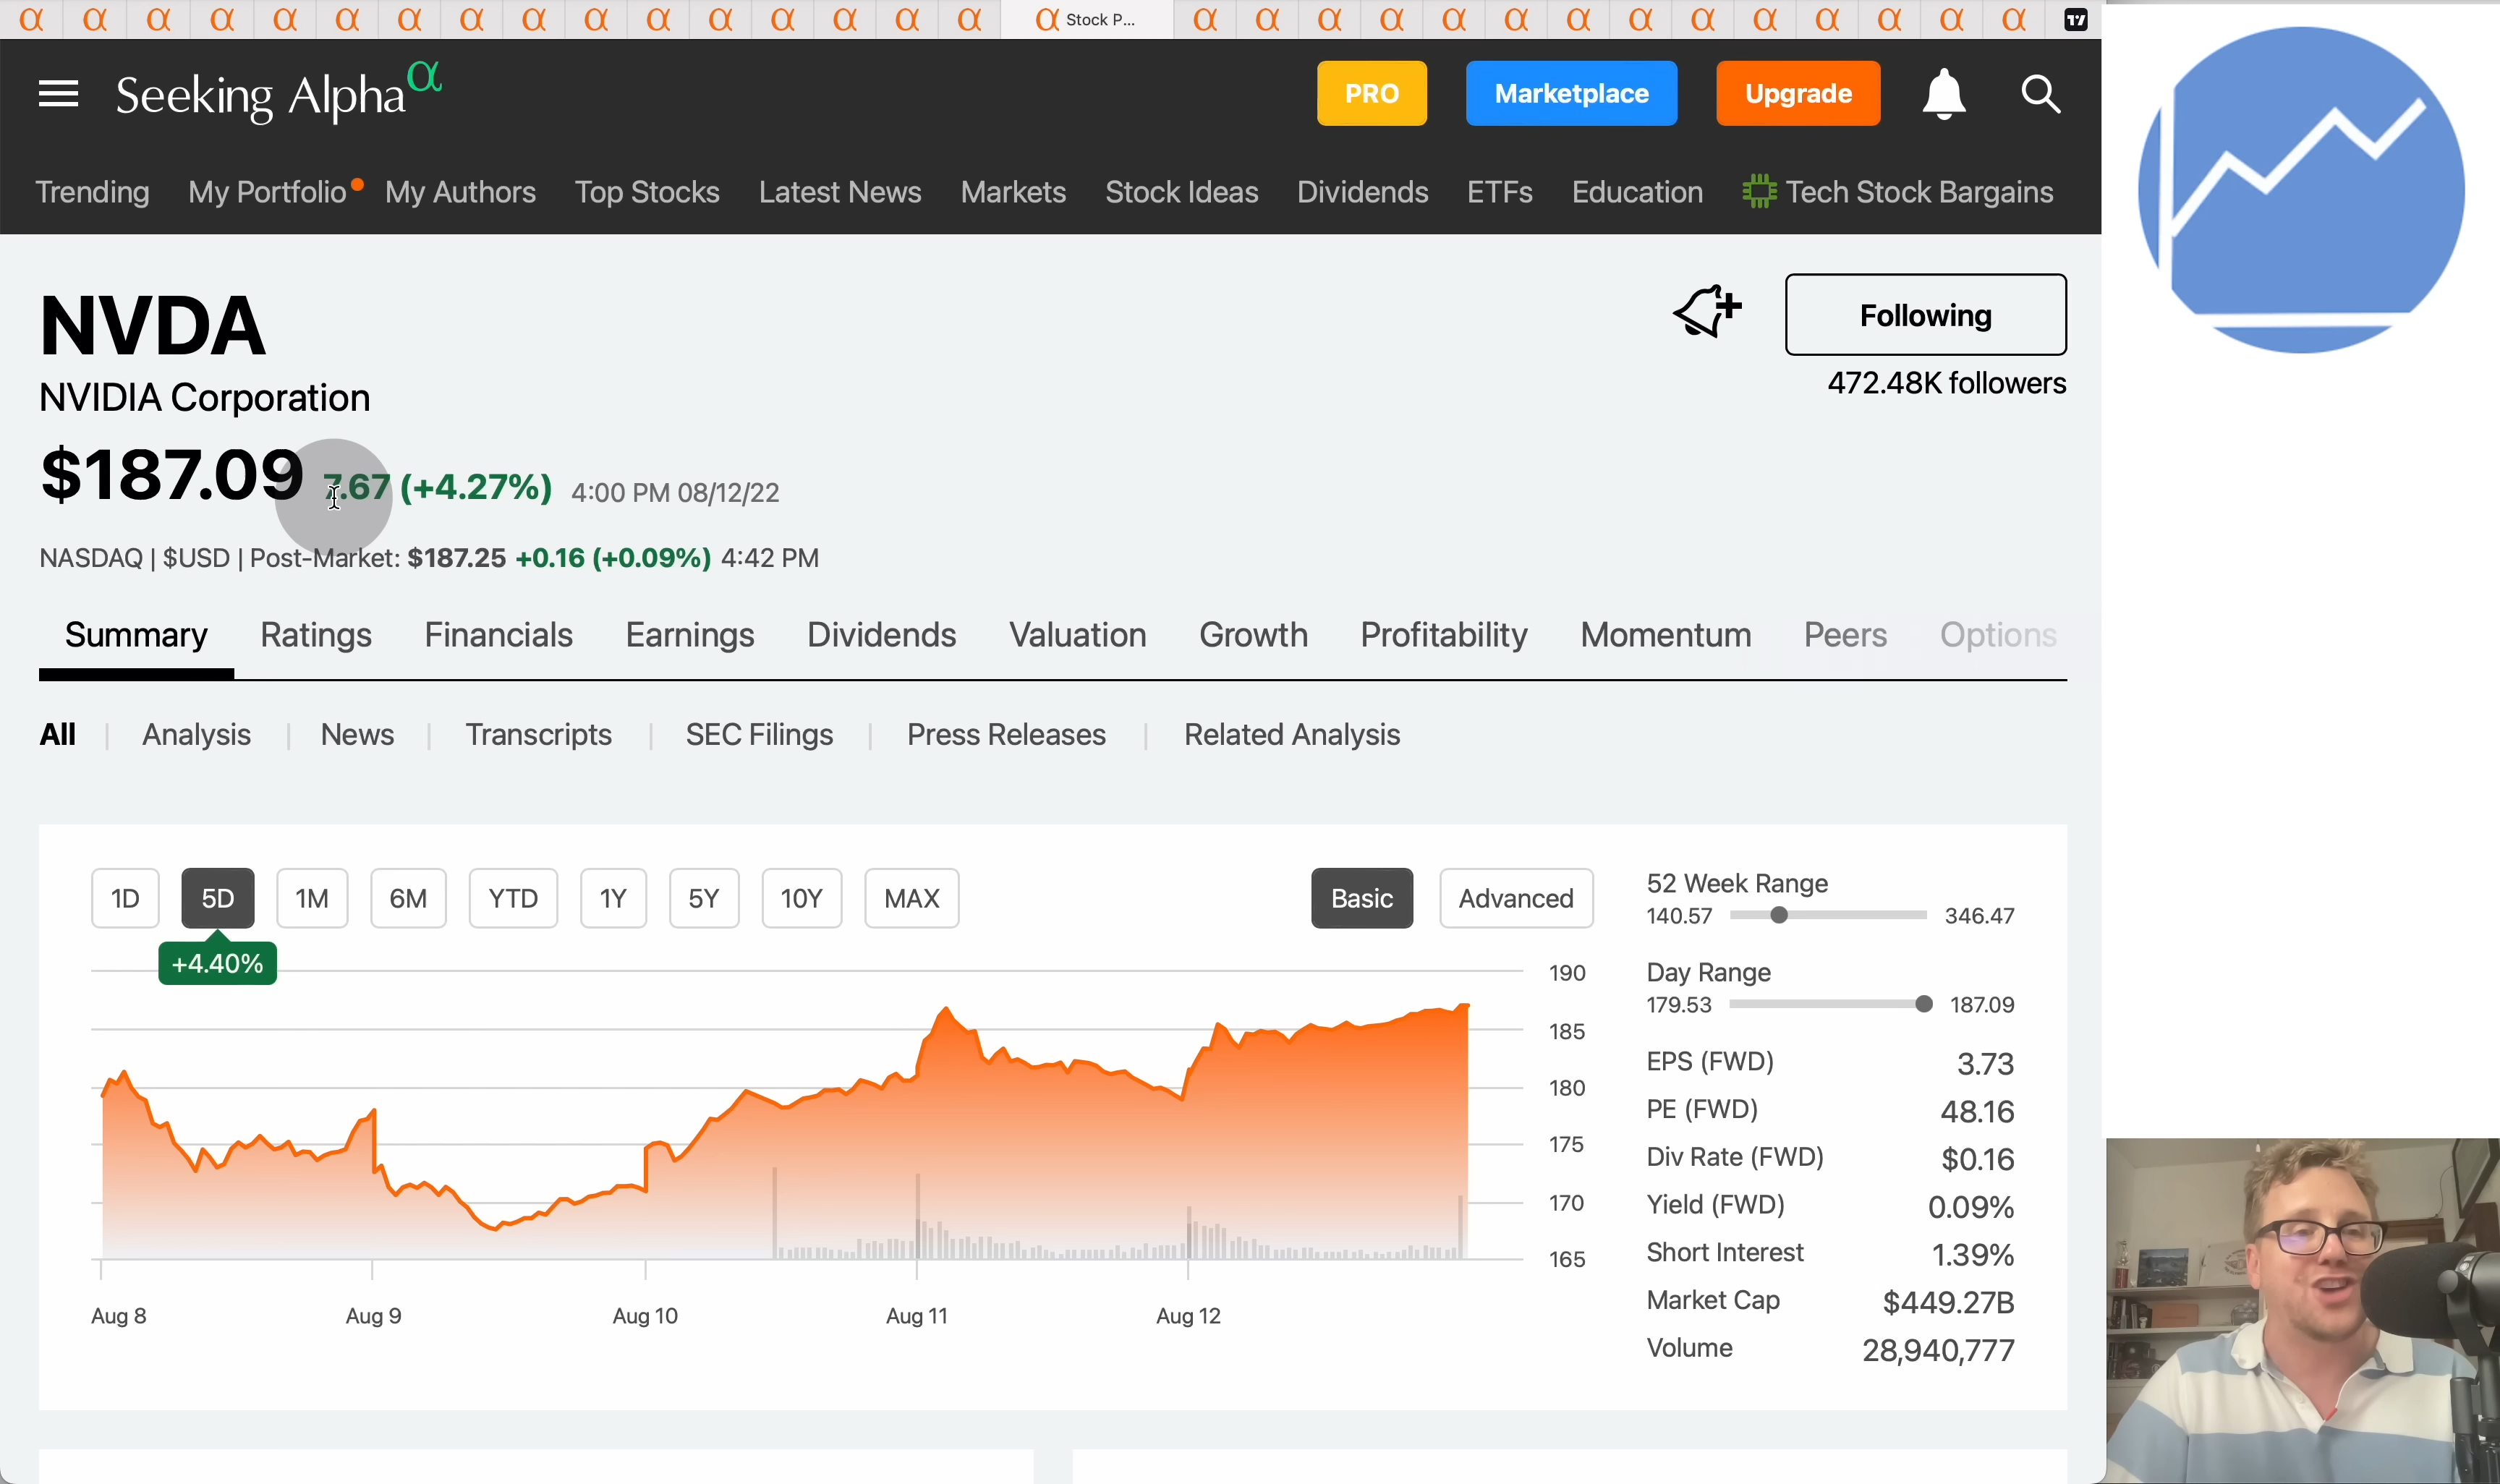 Stock P...
Seeking Alpha α
PRO
Marketplace
Upgrade
Trending
My Portfolio
My Authors
Top Stocks
Latest News
Markets
Stock Ideas
Dividends
ETFs
Education
Tech Stock Bargains
NVDA
Following
NVIDIA Corporation
472.48K followers
$187.09 7.67 (+4.27%) 4:00 PM 08/12/22
NASDAQ | $USD | Post-Market: $187.25 +0.16 (+0.09%) 4:42 PM
Summary
Ratings
Financials
Earnings
Dividends
Valuation
Growth
Profitability
Momentum
Peers
Options
All | Analysis | News | Transcripts | SEC Filings | Press Releases | Related Analysis
1D
5D
1M
6M
YTD
1Y
5Y
10Y
MAX
Basic
Advanced
+4.40%
190
185
180
175
170
165
Aug 8
Aug 9
Aug 10
Aug 11
Aug 12
52 Week Range
140.57 346.47
Day Range
179.53 187.09
EPS (FWD) 3.73
PE (FWD) 48.16
Div Rate (FWD) $0.16
Yield (FWD) 0.09%
Short Interest 1.39%
Market Cap $449.27B
Volume 28,940,777